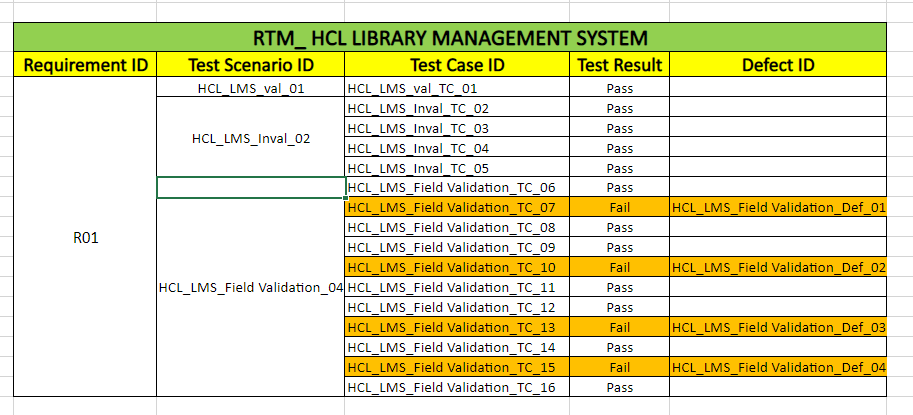 RTM_ HCL LIBRARY MANAGEMENT SYSTEM
Requirement ID Test Scenario ID Test Case ID Test Result Defect ID
HCL_LMS_val_01 HCL_LMS_val_TC_01 Pass
HCL_LMS_Inval_TC_02 Pass
HCL_LMS_Inval_TC_03 Pass
HCL_LMS_Inval_02
HCL_LMS_Inval_TC_04 Pass
HCL_LMS_Inval_TC_05 Pass
HCL_LMS_Field Validation_TC_06 Pass
HCL_LMS_Field Validation_TC_07 Fail HCL_LMS_Field Validation_Def_01
HCL_LMS_Field Validation_TC_08 Pass
R01
HCL_LMS_Field Validation_TC_09 Pass
HCL_LMS_Field Validation_TC_10 Fail HCL_LMS_Field Validation_Def_02
HCL_LMS_Field Validation_04 HCL_LMS_Field Validation_TC_11 Pass
HCL_LMS_Field Validation_TC_12 Pass
HCL_LMS_Field Validation_TC_13 Fail HCL_LMS_Field Validation_Def_03
HCL_LMS_Field Validation_TC_14 Pass
HCL_LMS_Field Validation_TC_15 Fail HCL_LMS_Field Validation_Def_04
HCL_LMS_Field Validation_TC_16 Pass